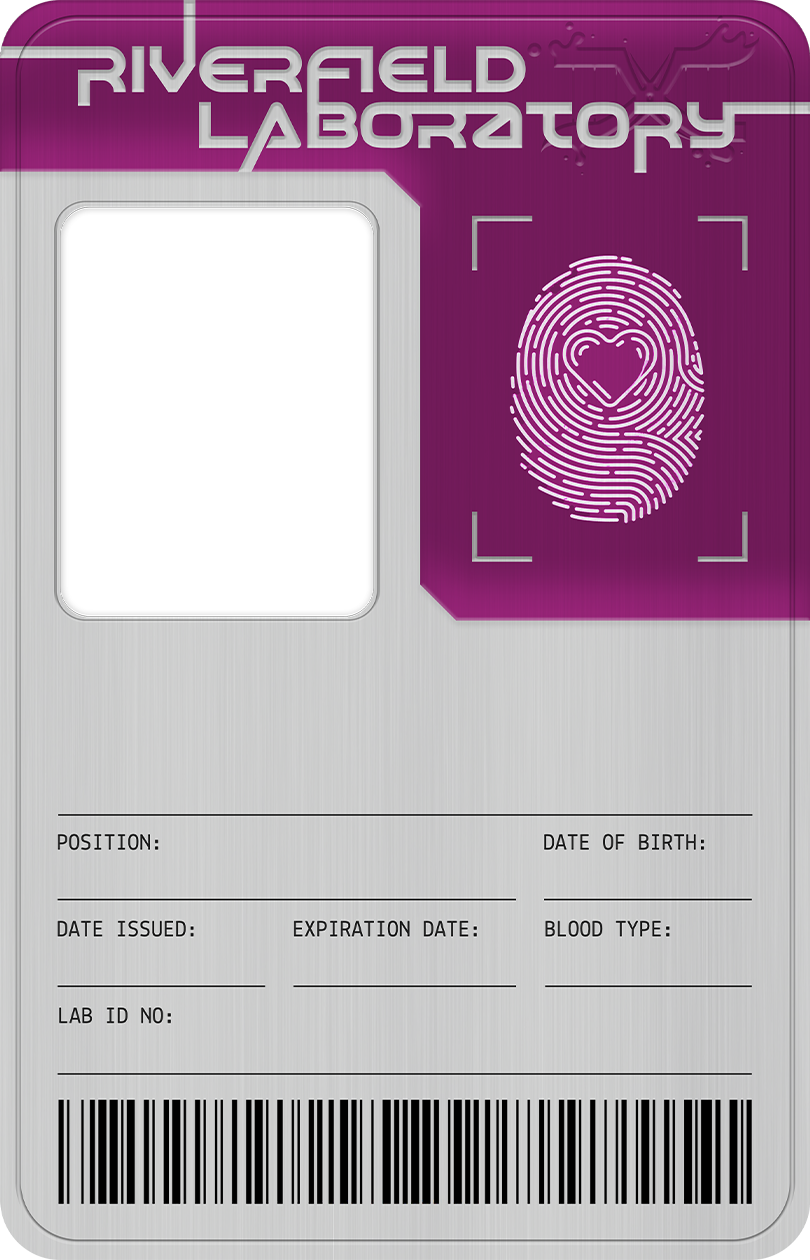 RIVERFIELD
LABORATORY
POSITION:
DATE OF BIRTH:
DATE ISSUED:
EXPIRATION DATE:
BLOOD TYPE:
LAB ID NO: